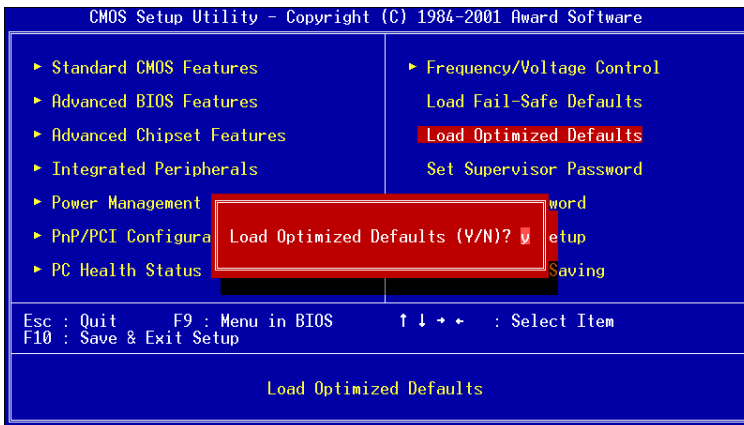 CMOS Setup Utility - Copyright (C) 1984-2001 Award Software
► Standard CMOS Features
► Advanced BIOS Features
► Advanced Chipset Features
► Integrated Peripherals
► Power Management
► PnP/PCI Configura
► PC Health Status
► Frequency/Voltage Control
Load Fail-Safe Defaults
Load Optimized Defaults
Set Supervisor Password
word
etup
Saving
Load Optimized Defaults (Y/N)? y
Esc : Quit F9 : Menu in BIOS ↑ ↓ → ← : Select Item
F10 : Save & Exit Setup
Load Optimized Defaults